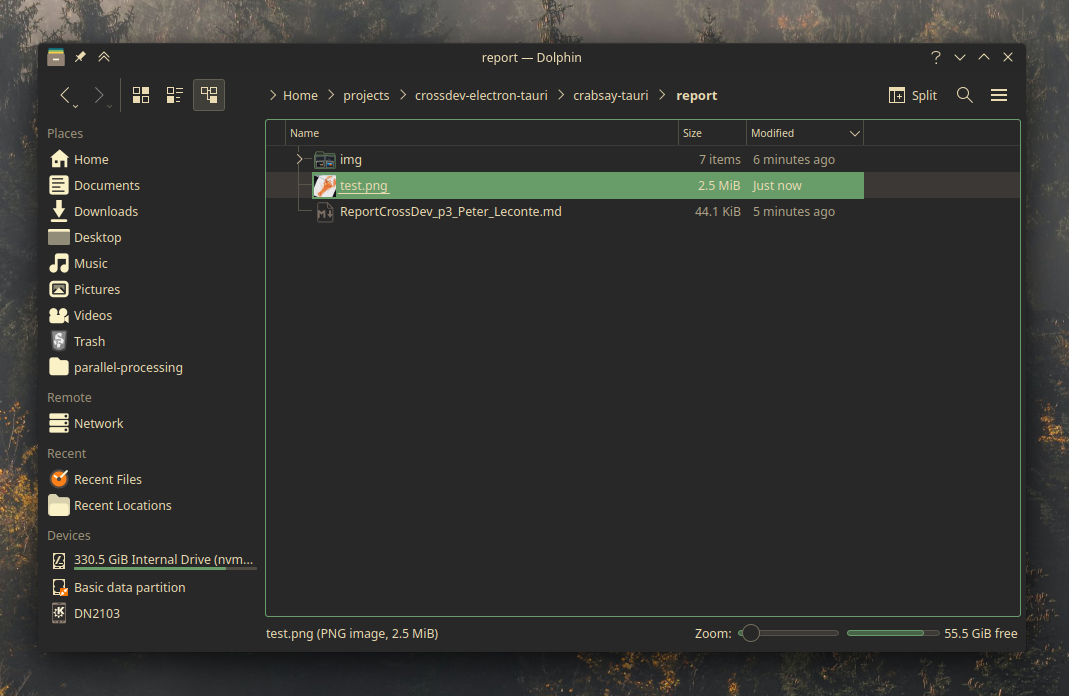 report — Dolphin
Home projects crossdev-electron-tauri crabsay-tauri report Split
Places
Home
Documents
Downloads
Desktop
Music
Pictures
Videos
Trash
parallel-processing
Remote
Network
Recent
Recent Files
Recent Locations
Devices
330.5 GiB Internal Drive (nvm...
Basic data partition
DN2103
Name Size Modified
img 7 items 6 minutes ago
test.png 2.5 MiB Just now
ReportCrossDev_p3_Peter_Leconte.md 44.1 KiB 5 minutes ago
test.png (PNG image, 2.5 MiB) Zoom: 55.5 GiB free